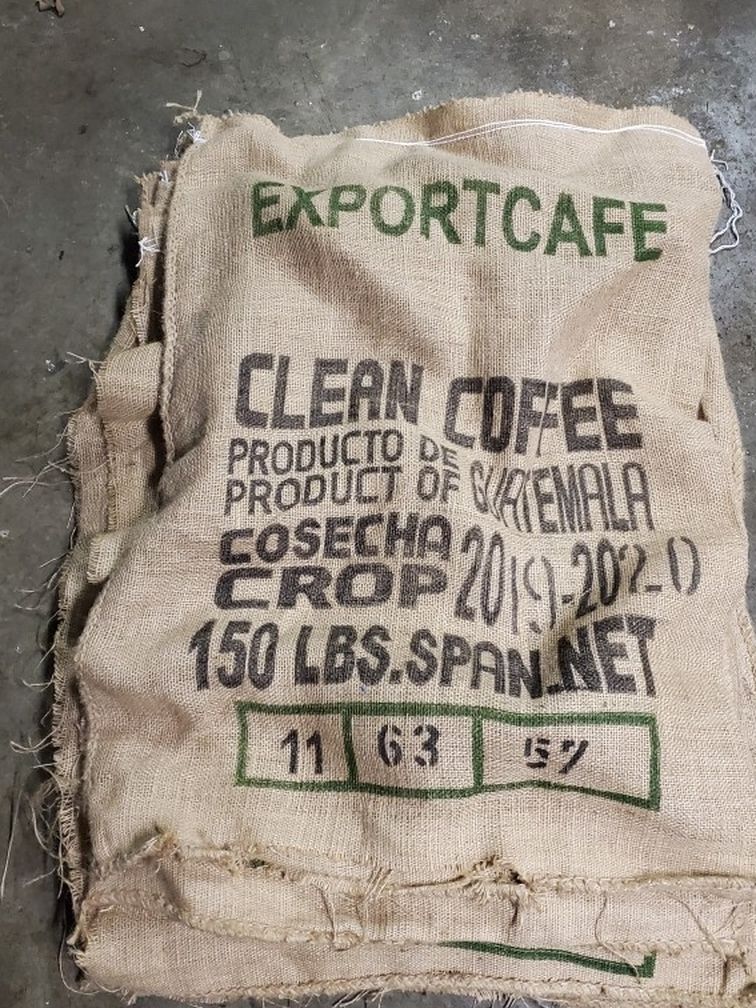 EXPORTCAFE
CLEAN COFFEE
PRODUCTO DE
PRODUCT OF GUATEMALA
COSECHA
CROP 2019-2020
150 LBS.SPAN.NET
11 63 57